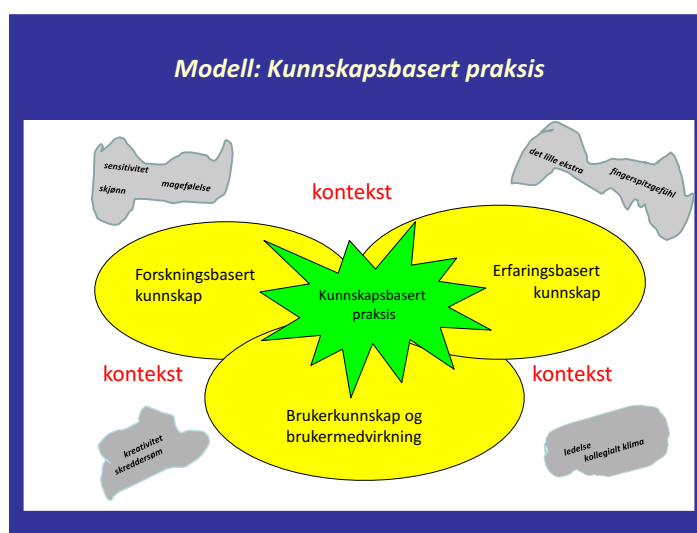 Modell: Kunnskapsbasert praksis
sensitivitet
skjønn magefølelse
det lille ekstra fingerspitzgefühl
kontekst
Forskningsbasert
kunnskap
Kunnskapsbasert
praksis
Erfaringsbasert
kunnskap
kontekst
kontekst
Brukerkunnskap og
brukermedvirkning
kreativitet
skreddersøm
ledelse
kollegialt klima